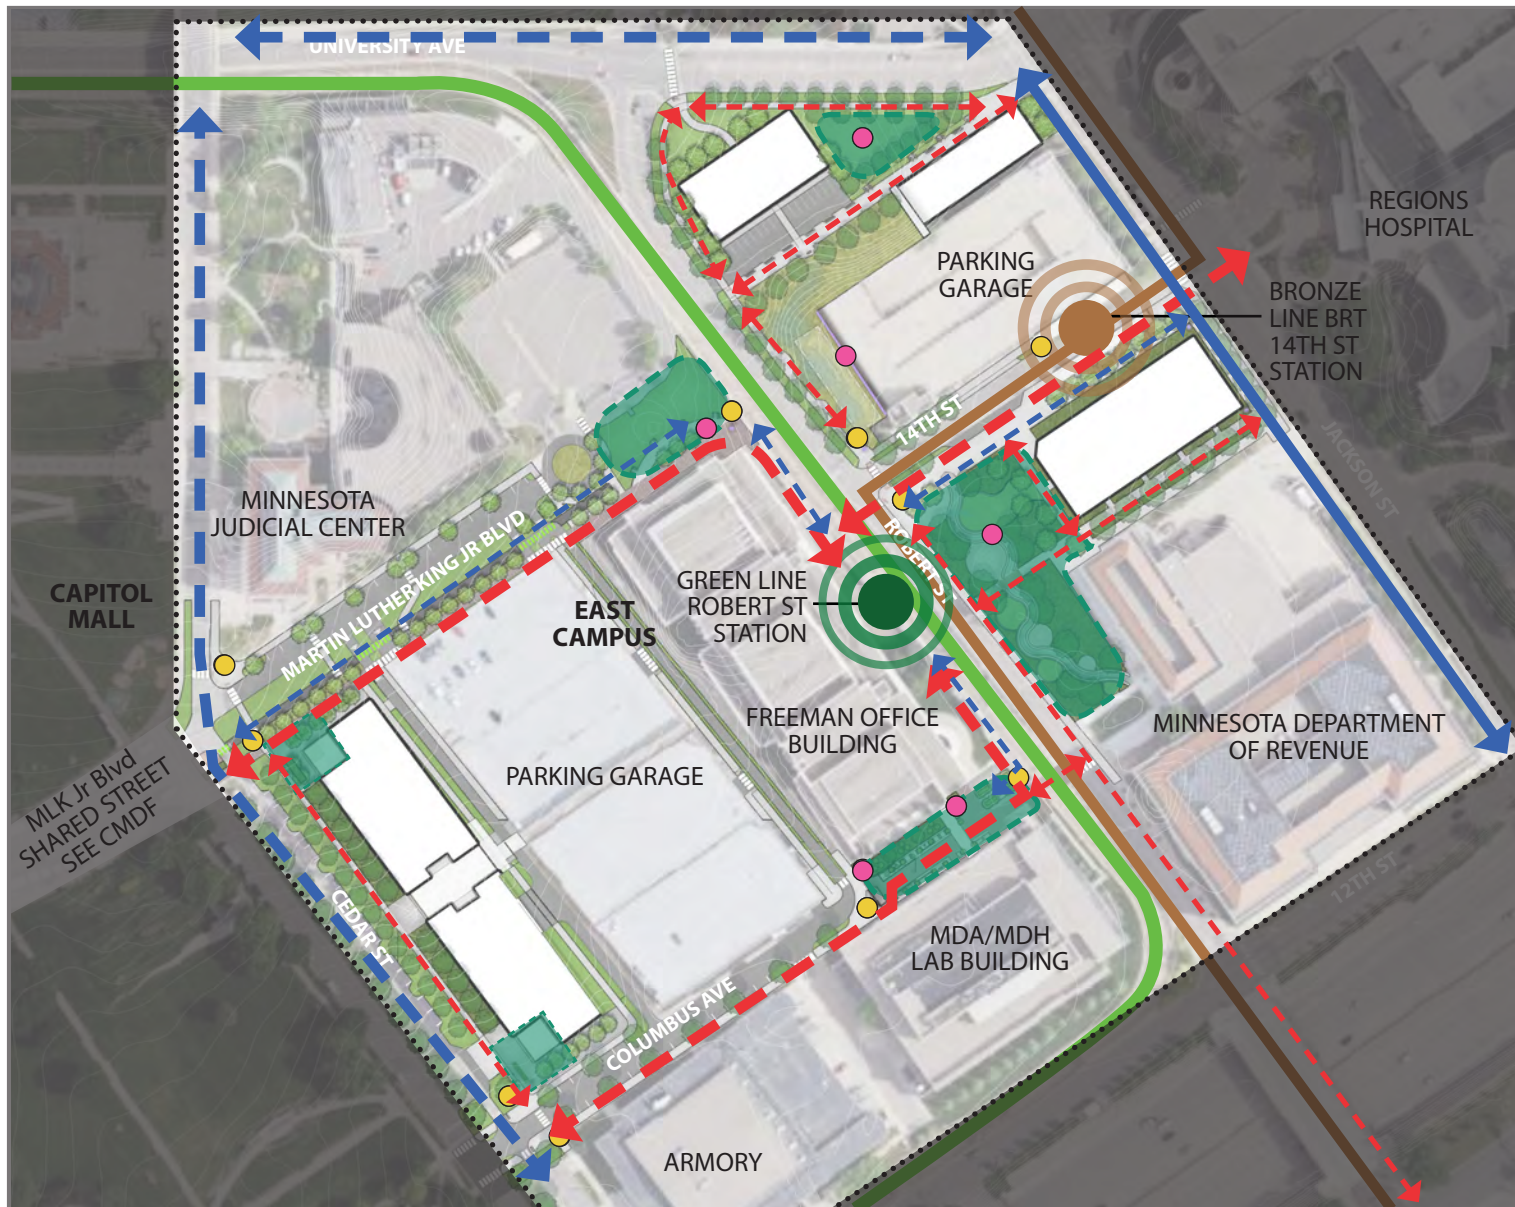 UNIVERSITY AVE
REGIONS
HOSPITAL
PARKING
GARAGE
BRONZE
LINE BRT
14TH ST
STATION
14TH ST
JACKSON ST
MINNESOTA
JUDICIAL CENTER
MARTIN LUTHER KING JR BLVD
ROBERT ST
CAPITOL
MALL
EAST
CAMPUS
GREEN LINE
ROBERT ST
STATION
FREEMAN OFFICE
BUILDING
MINNESOTA DEPARTMENT
OF REVENUE
PARKING GARAGE
MLK Jr Blvd
SHARED STREET
SEE CMDF
12TH ST
CEDAR ST
MDA/MDH
LAB BUILDING
COLUMBUS AVE
ARMORY